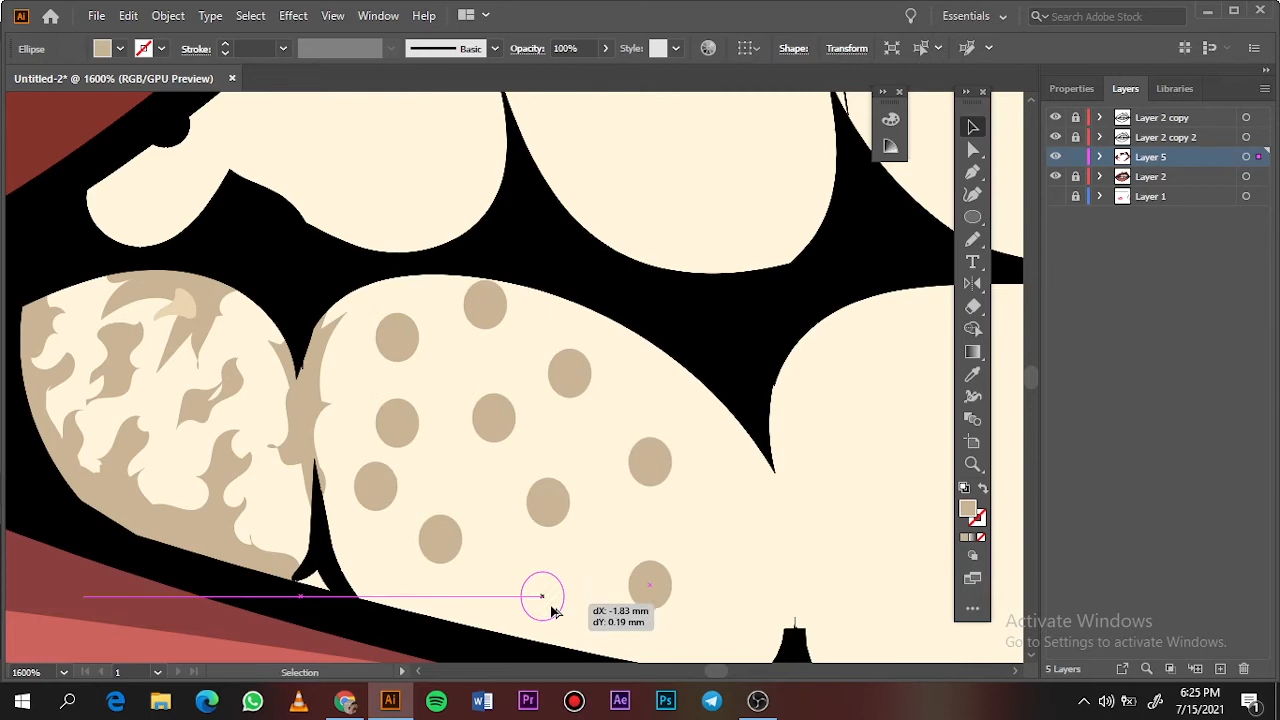 Ai
File Edit Object Type Select Effect View Window Help
Essentials
Search Adobe Stock
Ellipse
Stroke:
Basic
Opacity: 100%
Style:
Shape:
Transform
Untitled-2* @ 1600% (RGB/GPU Preview)
Properties Layers Libraries
Layer 2 copy
Layer 2 copy 2
Layer 5
Layer 2
Layer 1
T
dX: -1.83 mm
dY: 0.19 mm
Activate Windows
Go to Settings to activate Windows.
1600%
1
Selection
5 Layers
W
Pr
Ae
Ps
6:25 PM
7/15/2021